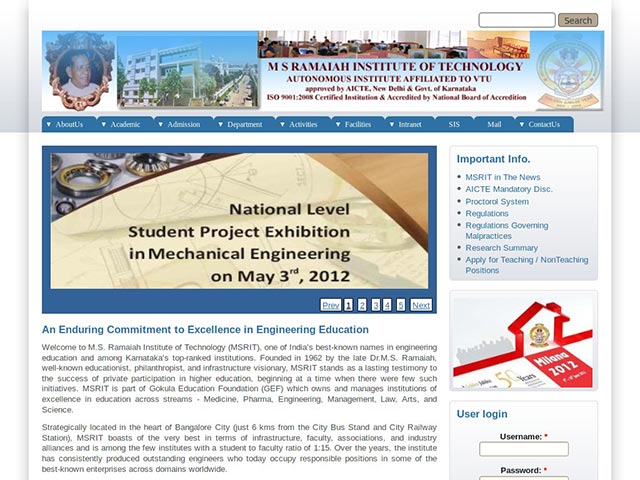 Search
M S RAMAIAH INSTITUTE OF TECHNOLOGY
AUTONOMOUS INSTITUTE AFFILIATED TO VTU
approved by AICTE, New Delhi & Govt. of Karnataka
ISO 9001:2008 Certified Institution & Accredited by National Board of Accredition
AboutUs Academic Admission Department Activities Facilities Intranet SIS Mail ContactUs
National Level
Student Project Exhibition
in Mechanical Engineering
on May 3rd, 2012
Prev 1 2 3 4 5 Next
An Enduring Commitment to Excellence in Engineering Education
Welcome to M.S. Ramaiah Institute of Technology (MSRIT), one of India's best-known names in engineering
education and among Karnataka's top-ranked institutions. Founded in 1962 by the late Dr.M.S. Ramaiah,
well-known educationist, philanthropist, and infrastructure visionary, MSRIT stands as a lasting testimony to
the success of private participation in higher education, beginning at a time when there were few such
initiatives. MSRIT is part of Gokula Education Foundation (GEF) which owns and manages institutions of
excellence in education across streams - Medicine, Pharma, Engineering, Management, Law, Arts, and
Science.
Strategically located in the heart of Bangalore City (just 6 kms from the City Bus Stand and City Railway
Station), MSRIT boasts of the very best in terms of infrastructure, faculty, associations, and industry
alliances and is among the few institutes with a student to faculty ratio of 1:15. Over the years, the institute
has consistently produced outstanding engineers who today occupy responsible positions in some of the
best-known enterprises across domains worldwide.
Important Info.
MSRIT in The News
AICTE Mandatory Disc.
Proctorol System
Regulations
Regulations Governing
Malpractices
Research Summary
Apply for Teaching / NonTeaching
Positions
Milana
2012
User login
Username: *
Password: *